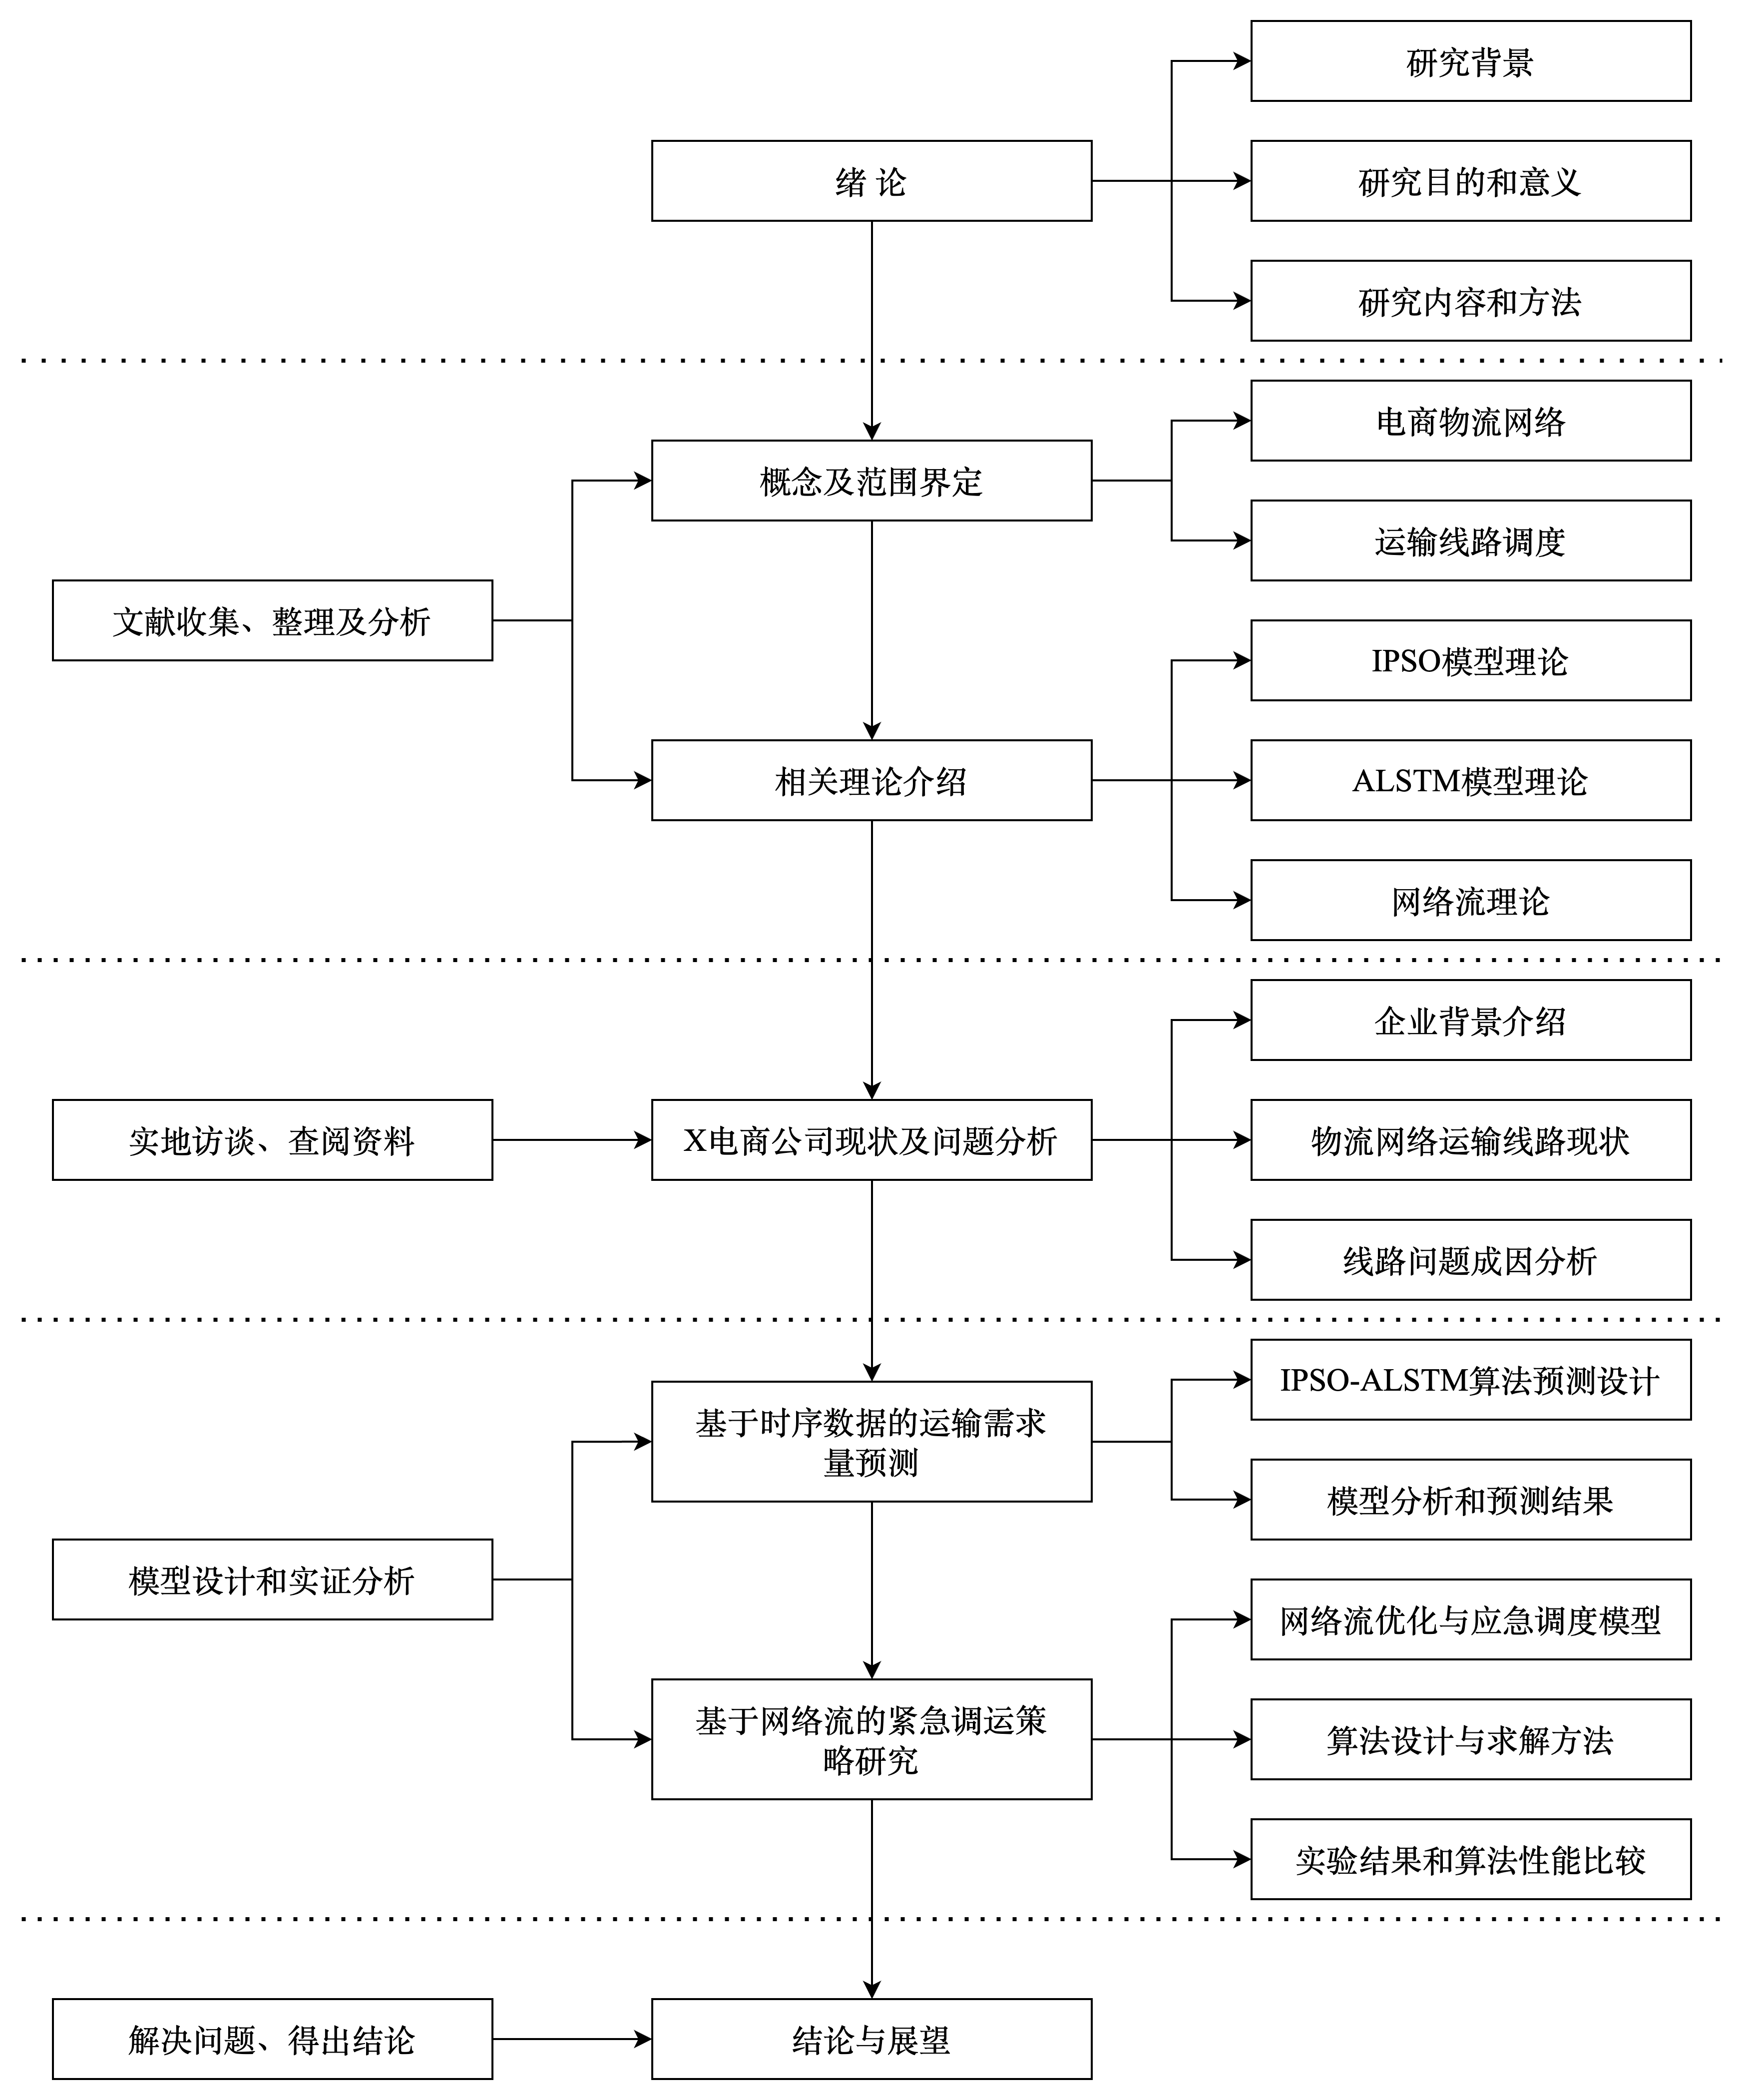 研究背景
绪 论
研究目的和意义
研究内容和方法
电商物流网络
概念及范围界定
运输线路调度
文献收集、整理及分析
IPSO模型理论
相关理论介绍
ALSTM模型理论
网络流理论
企业背景介绍
实地访谈、查阅资料
X电商公司现状及问题分析
物流网络运输线路现状
线路问题成因分析
IPSO-ALSTM算法预测设计
基于时序数据的运输需求
量预测
模型分析和预测结果
模型设计和实证分析
网络流优化与应急调度模型
基于网络流的紧急调运策
略研究
算法设计与求解方法
实验结果和算法性能比较
解决问题、得出结论
结论与展望